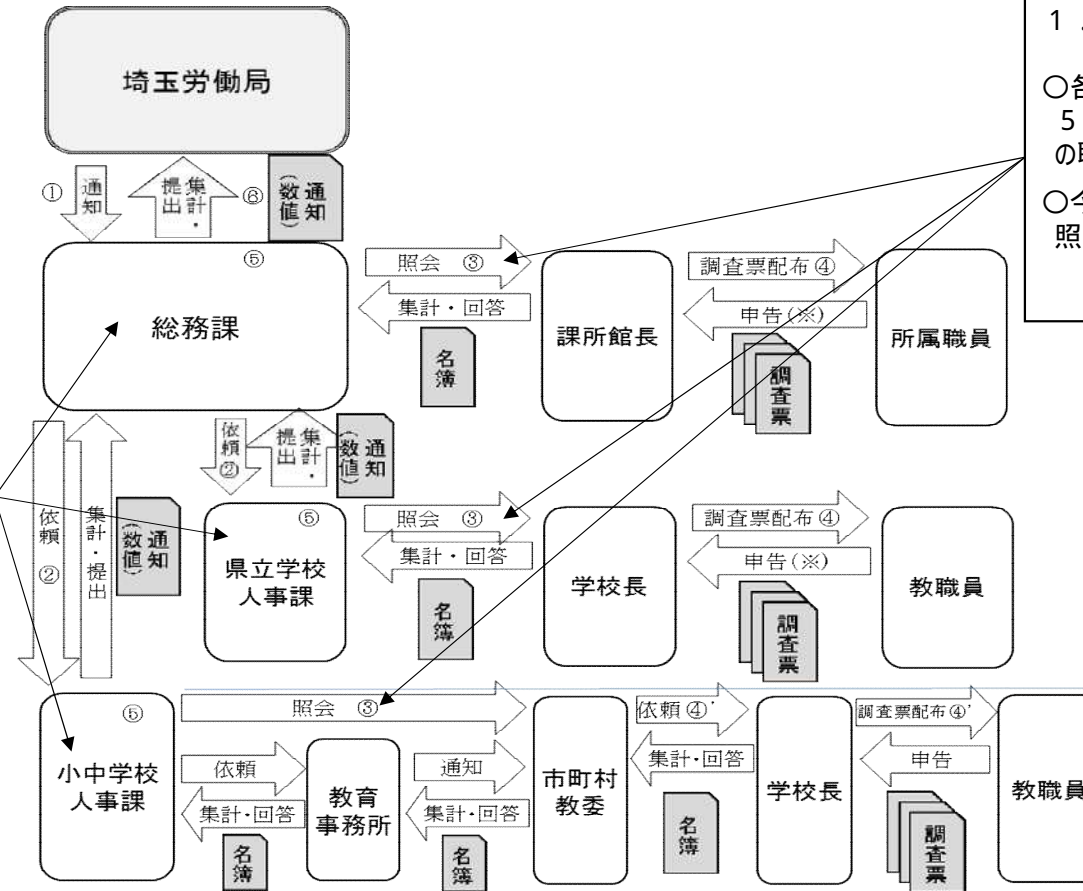 埼玉労働局
① 通知
集計・提出
⑥
通知(数値)
⑤
総務課
照会 ③
集計・回答
名簿
課所館長
調査票配布④
申告(※)
調査票
所属職員
依頼②
集計・提出
通知(数値)
依頼②
集計・提出
通知(数値)
⑤
県立学校
人事課
照会 ③
集計・回答
名簿
学校長
調査票配布④
申告(※)
調査票
教職員
⑤
小中学校
人事課
照会 ③
依頼
集計・回答
名簿
教育
事務所
通知
集計・回答
名簿
市町村
教委
依頼④'
集計・回答
名簿
学校長
調査票配布④'
申告
調査票
教職員
1
○各
5
の
○今
照